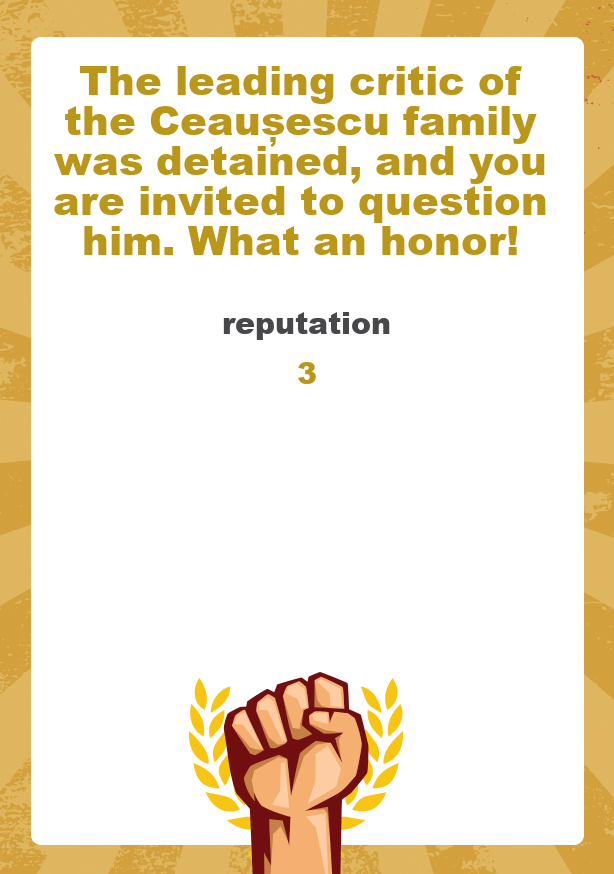 The leading critic of
the Ceaușescu family
was detained, and you
are invited to question
him. What an honor!
reputation
3